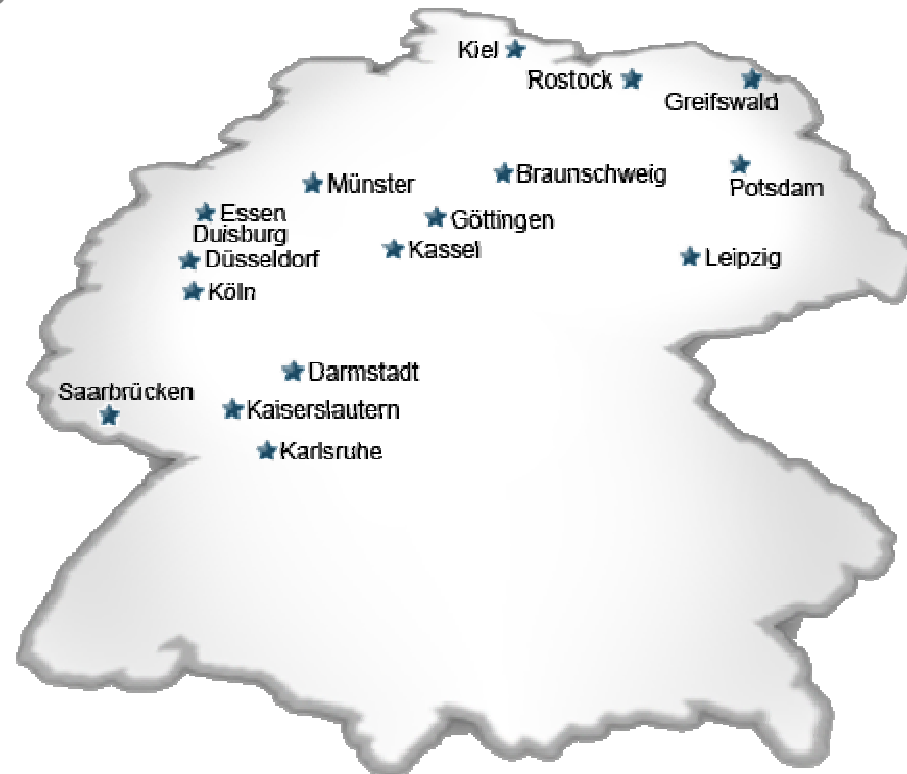 Kiel
Rostock
Greifswald
Braunschweig
Münster
Potsdam
Essen
Duisburg
Göttingen
Kassel
Düsseldorf
Leipzig
Köln
Darmstadt
Saarbrücken
Kaiserslautern
Karlsruhe